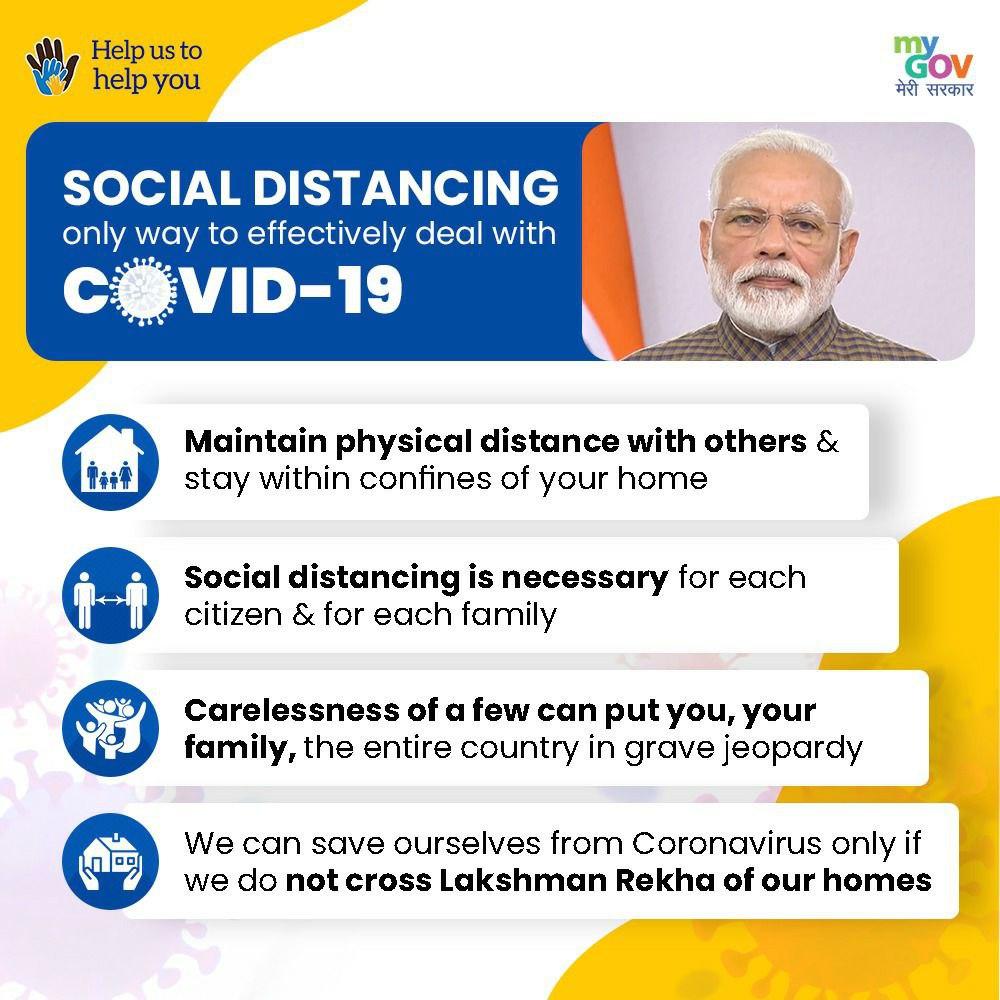 Help us to
help you
my
GOV
मेरी सरकार
SOCIAL DISTANCING
only way to effectively deal with
COVID-19
Maintain physical distance with others &
stay within confines of your home
Social distancing is necessary for each
citizen & for each family
Carelessness of a few can put you, your
family, the entire country in grave jeopardy
We can save ourselves from Coronavirus only if
we do not cross Lakshman Rekha of our homes